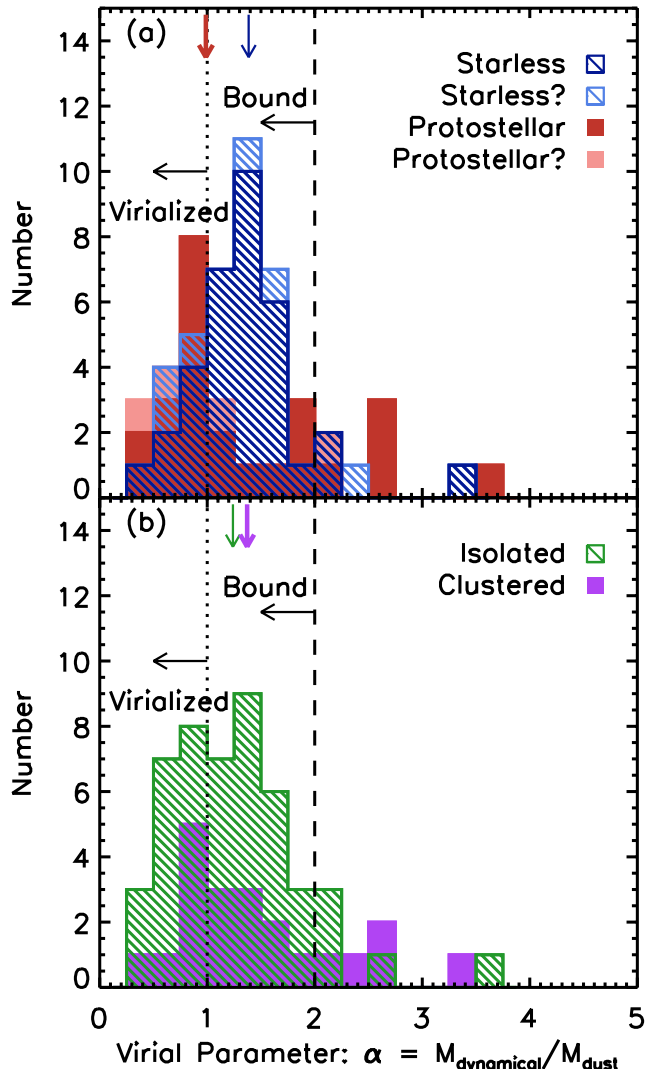 (a)
Starless
Starless?
Protostellar
Protostellar?
Bound
Virialized
Number
14
12
10
8
6
4
2
0
(b)
Isolated
Clustered
Bound
Virialized
Number
14
12
10
8
6
4
2
0
0 1 2 3 4 5
Virial Parameter: α = M_dynamical/M_dust